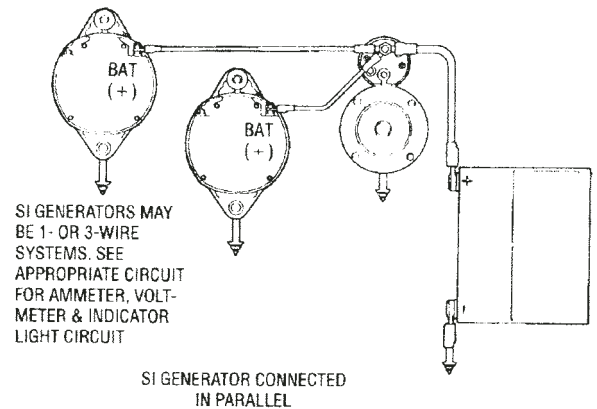 BAT
(+)
BAT
(+)
+
-
SI GENERATORS MAY
BE 1- OR 3-WIRE
SYSTEMS. SEE
APPROPRIATE CIRCUIT
FOR AMMETER, VOLT-
METER & INDICATOR
LIGHT CIRCUIT
SI GENERATOR CONNECTED
IN PARALLEL